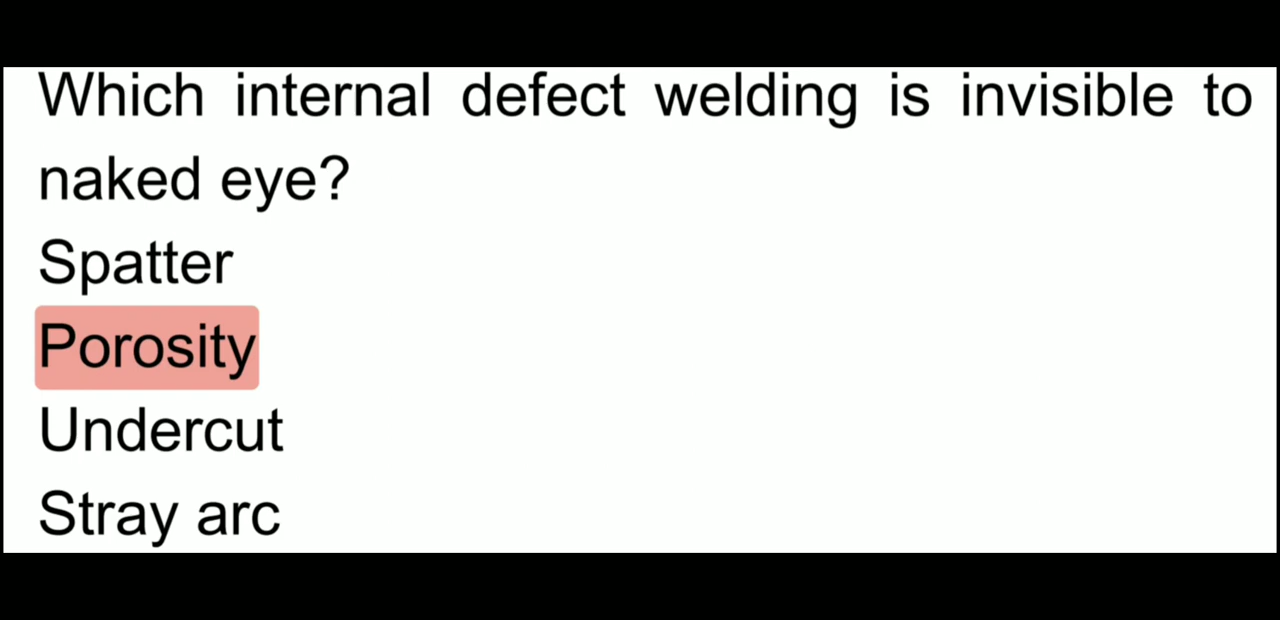 Which internal defect welding is invisible to
naked eye?
Spatter
Porosity
Undercut
Stray arc